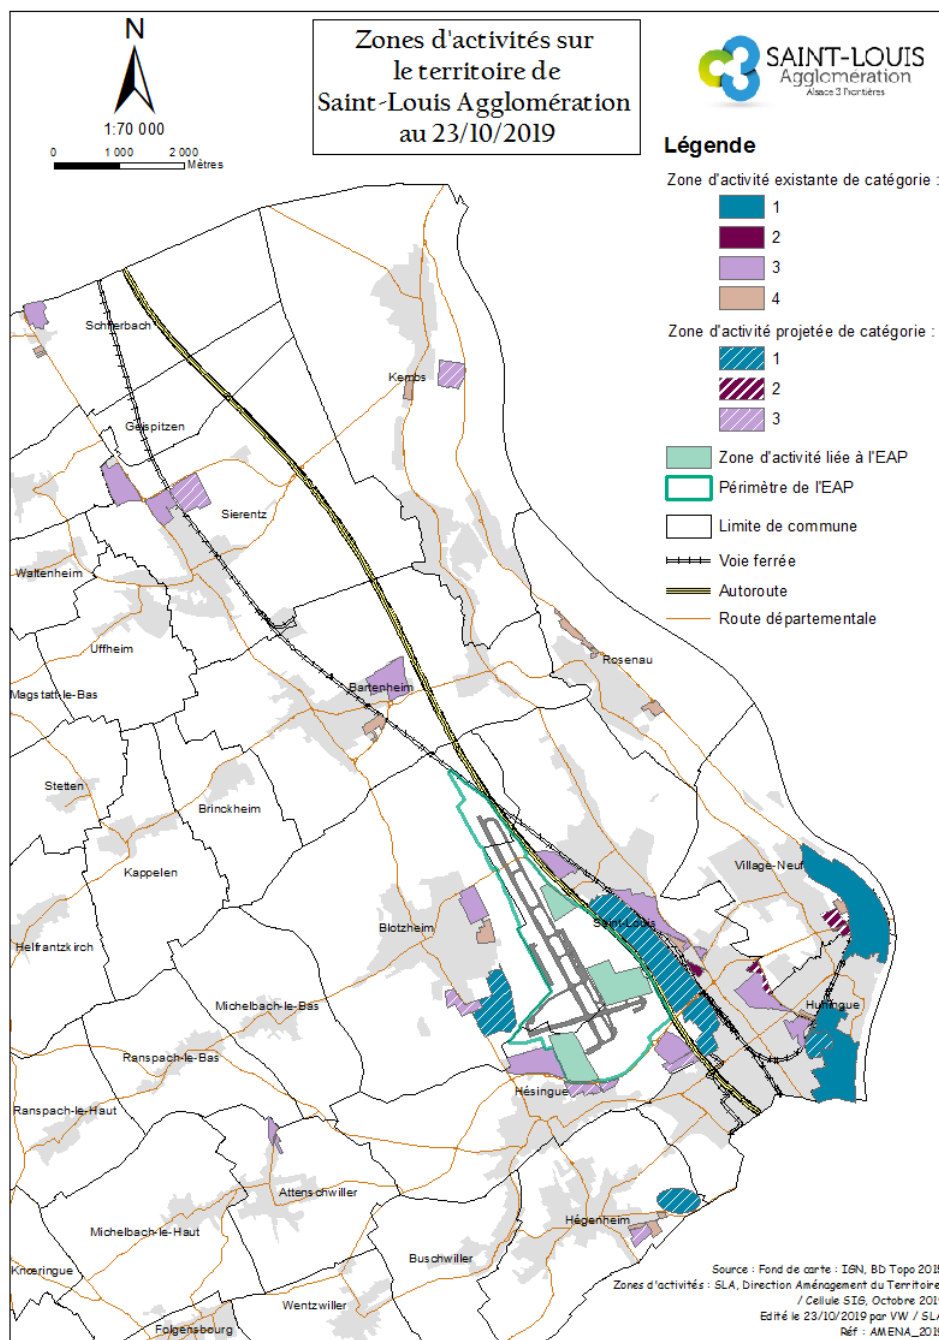 N
Zones d'activités sur
le territoire de
Saint-Louis Agglomération
au 23/10/2019
SAINT-LOUIS
Agglomération
Alsace 3 Frontières
1:70 000
0 1 000 2 000
Mètres
Légende
Zone d'activité existante de catégorie :
1
2
3
4
Zone d'activité projetée de catégorie :
1
2
3
Zone d'activité liée à l'EAP
Périmètre de l'EAP
Limite de commune
Voie ferrée
Autoroute
Route départementale
Schlierbach
Kembs
Geispitzen
Sierentz
Waltenheim
Uffheim
Rosenau
Magstatt-le-Bas
Bartenheim
Stetten
Brinckheim
Kappelen
Village-Neuf
Helfrantzkirch
Blotzheim
Saint-Louis
Michelbach-le-Bas
Huningue
Ranspach-le-Bas
Hésingue
Ranspach-le-Haut
Attenschwiller
Michelbach-le-Haut
Hégenheim
Buschwiller
Knœringue
Wentzwiller
Folgensbourg
Source : Fond de carte : IGN, BD Topo 2015
Zones d'activités : SLA, Direction Aménagement du Territoire
/ Cellule SIG, Octobre 2019
Edité le 23/10/2019 par VW / SLA
Réf : AMENA_2019